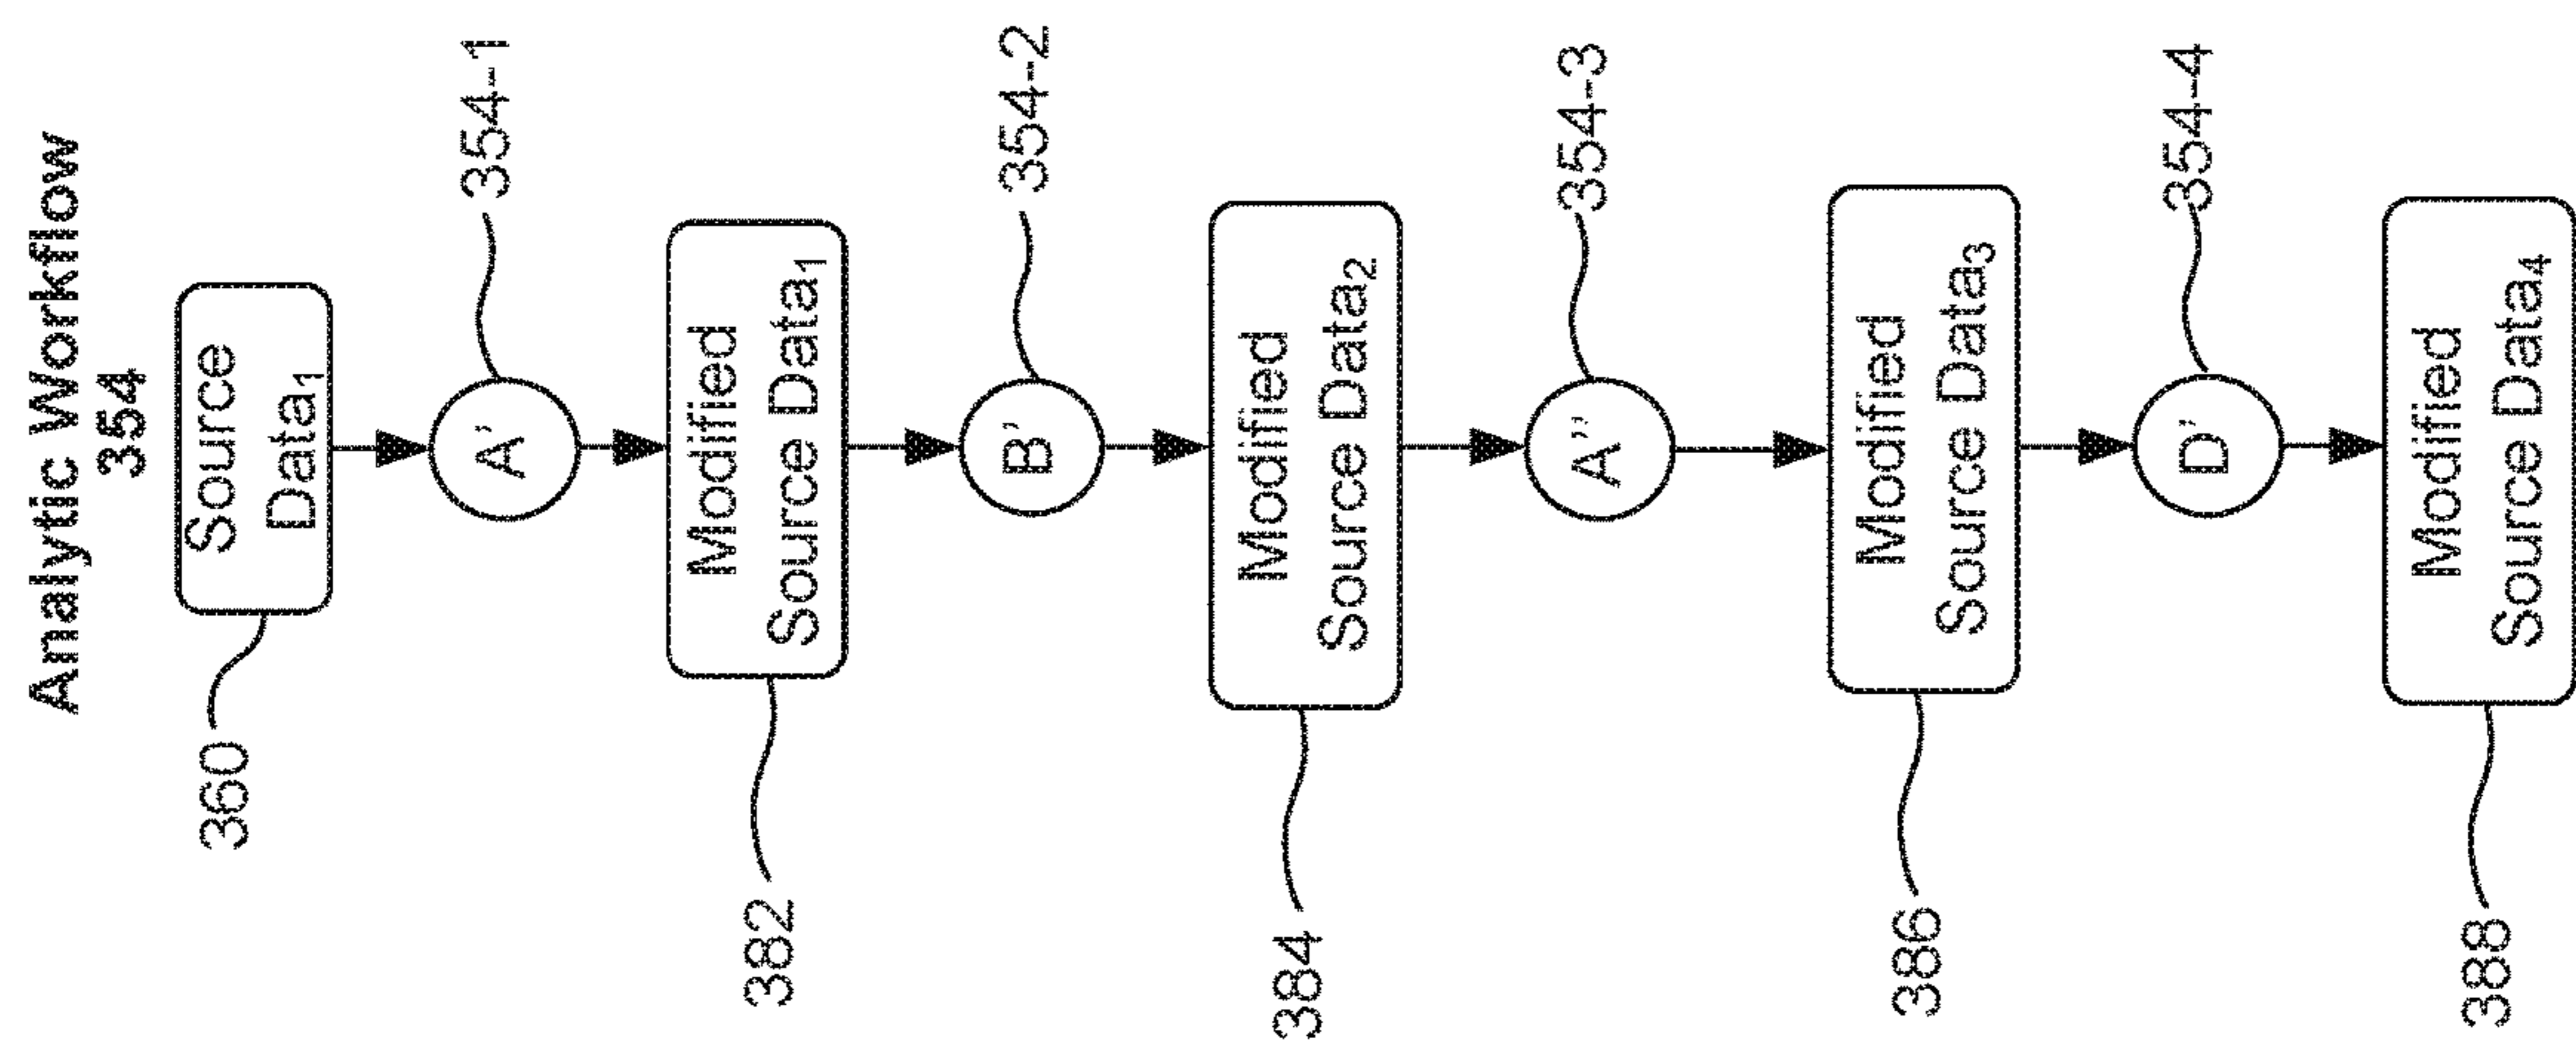 Analytic Workflow
354
360
Source
Data₁
A'
354-1
382
Modified
Source Data₁
B'
354-2
384
Modified
Source Data₂
A''
354-3
386
Modified
Source Data₃
D'
354-4
388
Modified
Source Data₄